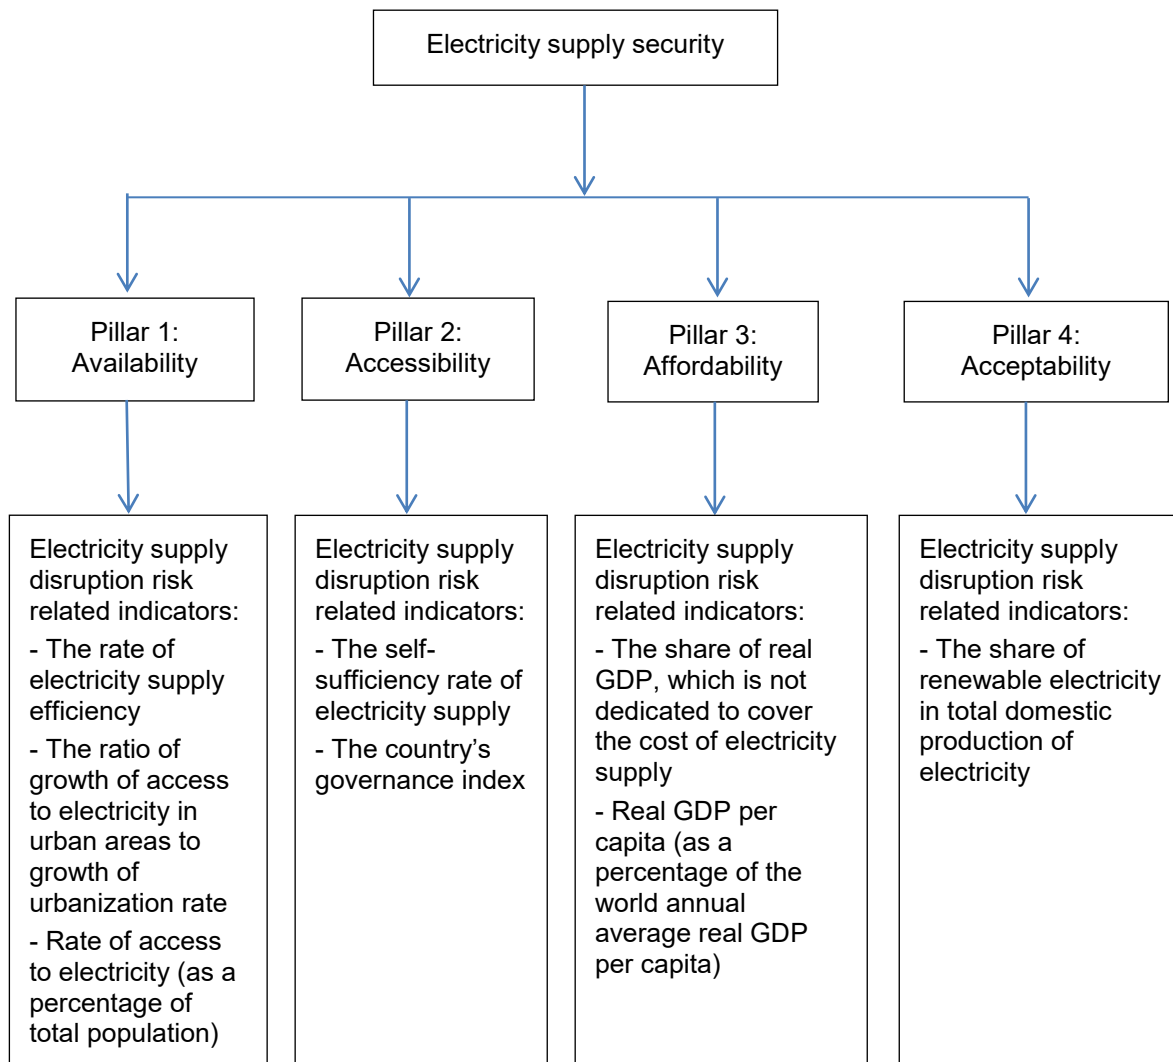 Electricity supply security
Pillar 1:
Availability
Pillar 2:
Accessibility
Pillar 3:
Affordability
Pillar 4:
Acceptability
Electricity supply
disruption risk
related indicators:
- The rate of
electricity supply
efficiency
- The ratio of
growth of access
to electricity in
urban areas to
growth of
urbanization rate
- Rate of access
to electricity (as a
percentage of
total population)
Electricity supply
disruption risk
related indicators:
- The self-
sufficiency rate of
electricity supply
- The country’s
governance index
Electricity supply
disruption risk
related indicators:
- The share of real
GDP, which is not
dedicated to cover
the cost of electricity
supply
- Real GDP per
capita (as a
percentage of the
world annual
average real GDP
per capita)
Electricity supply
disruption risk
related indicators:
- The share of
renewable electricity
in total domestic
production of
electricity